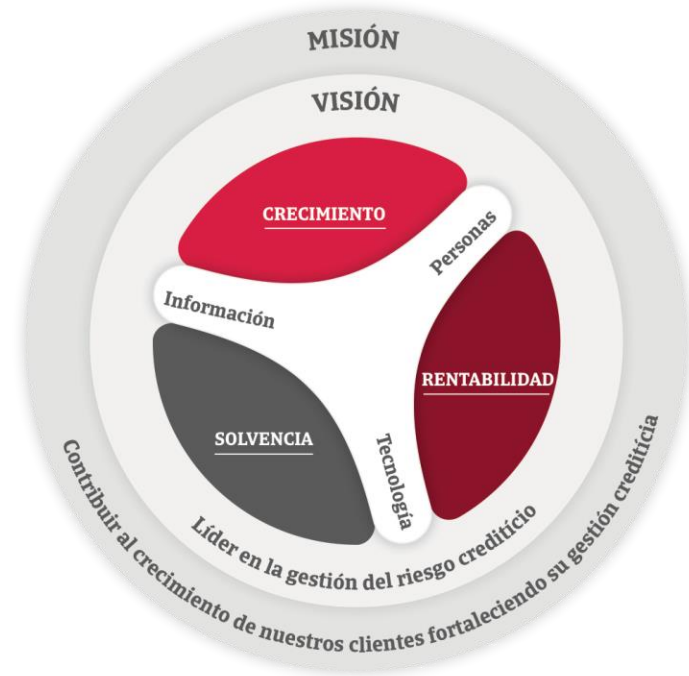 MISIÓN
VISIÓN
CRECIMIENTO
Personas
Información
RENTABILIDAD
SOLVENCIA
Tecnología
Líder en la gestión del riesgo crediticio
Contribuir al crecimiento de nuestros clientes fortaleciendo su gestión creditícia